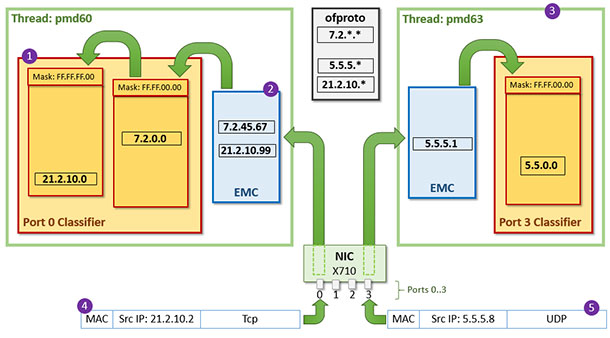 Thread: pmd60
1
Mask: FF.FF.FF.00
21.2.10.0
Mask: FF.FF.00.00
7.2.0.0
Port 0 Classifier
2
7.2.45.67
21.2.10.99
EMC
ofproto
7.2.*.*
5.5.5.*
21.2.10.*
Thread: pmd63
3
5.5.5.1
EMC
Mask: FF.FF.00.00
5.5.0.0
Port 3 Classifier
NIC
X710
0 1 2 3
Ports 0..3
4
MAC Src IP: 21.2.10.2 Tcp
5
MAC Src IP: 5.5.5.8 UDP